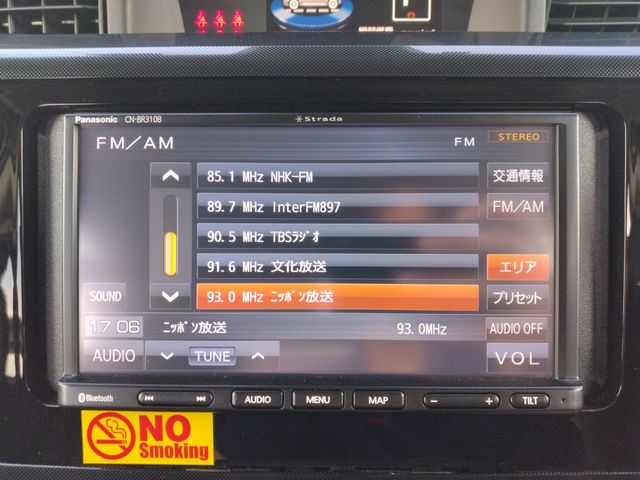 Panasonic CN-BR310B Strada
FM/AM FM STEREO
85.1 MHz NHK-FM 交通情報
89.7 MHz InterFM897 FM/AM
90.5 MHz TBSﾗｼﾞｵ
91.6 MHz 文化放送 エリア
SOUND 93.0 MHz ﾆｯﾎﾟﾝ放送 プリセット
17:06 ﾆｯﾎﾟﾝ放送 93.0MHz AUDIO OFF
AUDIO TUNE VOL
Bluetooth AUDIO MENU MAP − + TILT
NO
Smoking